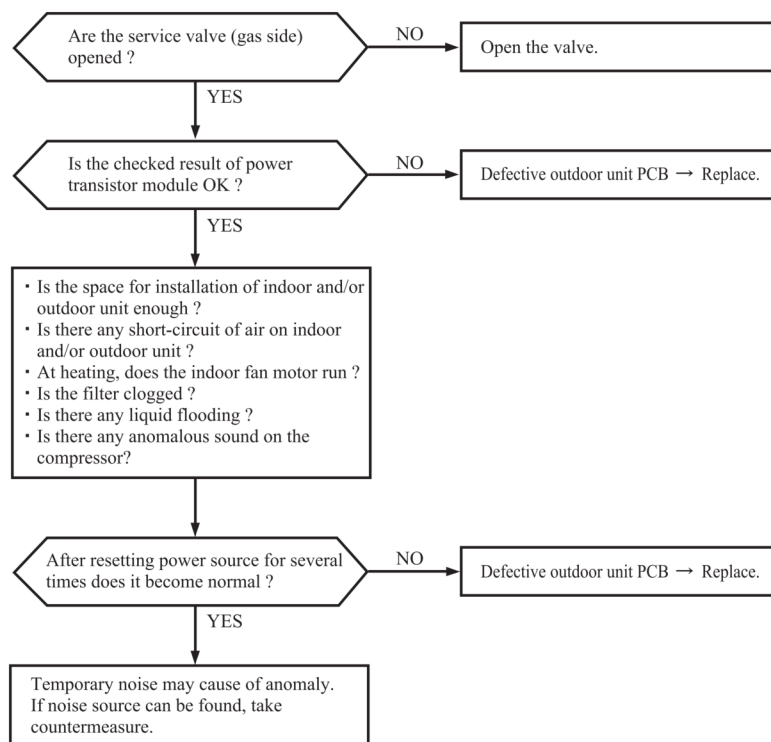 Are the service valve (gas side)
opened ?
NO
Open the valve.
YES
Is the checked result of power
transistor module OK ?
NO
Defective outdoor unit PCB → Replace.
YES
· Is the space for installation of indoor and/or
outdoor unit enough ?
· Is there any short-circuit of air on indoor
and/or outdoor unit ?
· At heating, does the indoor fan motor run ?
· Is the filter clogged ?
· Is there any liquid flooding ?
· Is there any anomalous sound on the
compressor?
After resetting power source for several
times does it become normal ?
NO
Defective outdoor unit PCB → Replace.
YES
Temporary noise may cause of anomaly.
If noise source can be found, take
countermeasure.